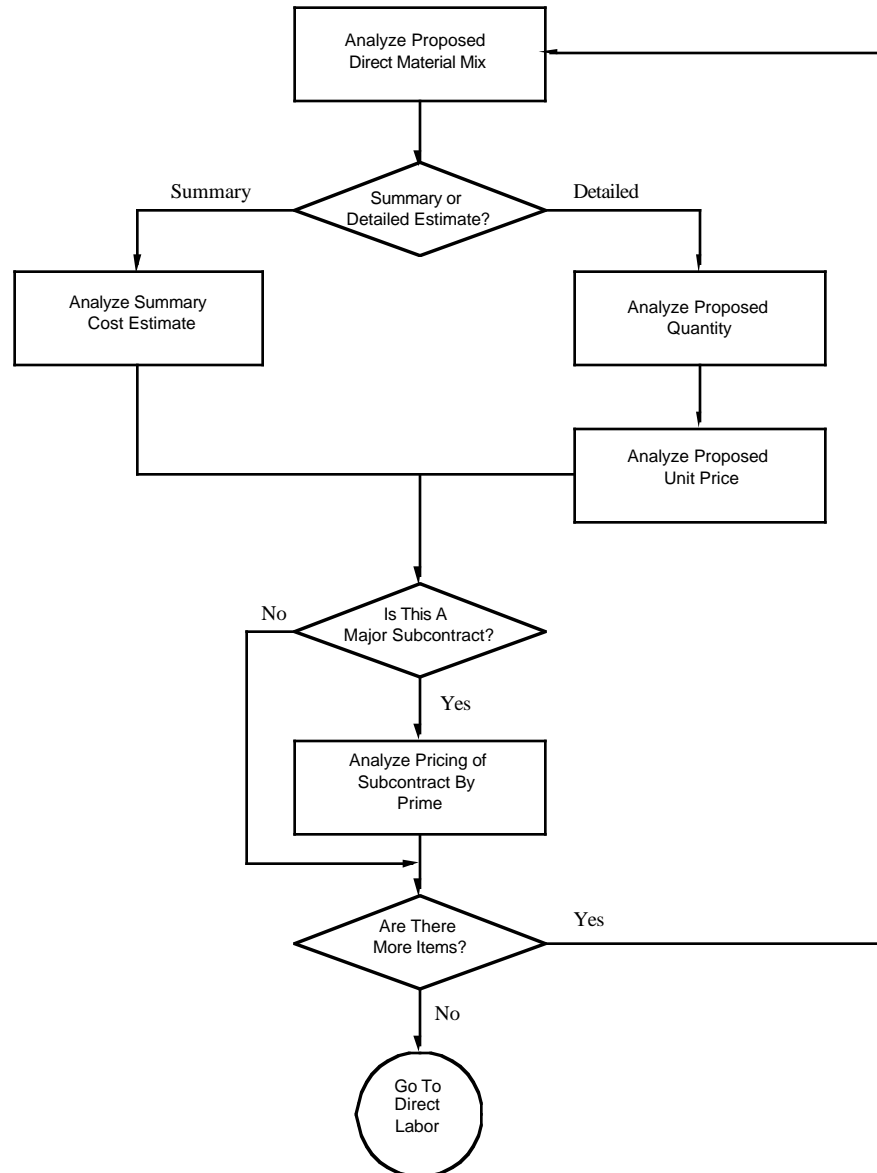 Analyze Proposed
Direct Material Mix
Summary
Summary or
Detailed Estimate?
Detailed
Analyze Summary
Cost Estimate
Analyze Proposed
Quantity
Analyze Proposed
Unit Price
No
Is This A
Major Subcontract?
Yes
Analyze Pricing of
Subcontract By
Prime
Are There
More Items?
Yes
No
Go To
Direct
Labor